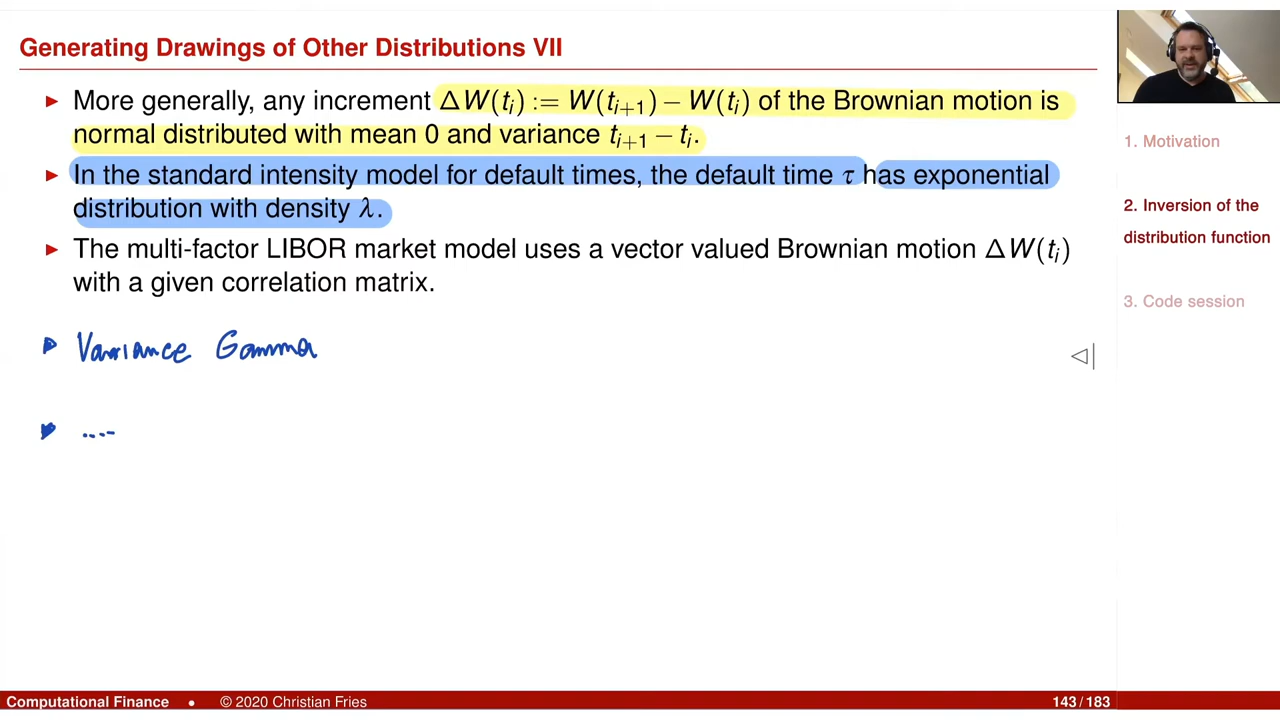 Generating Drawings of Other Distributions VII
▶ More generally, any increment ΔW(tᵢ) := W(tᵢ₊₁) − W(tᵢ) of the Brownian motion is
normal distributed with mean 0 and variance tᵢ₊₁ − tᵢ.
▶ In the standard intensity model for default times, the default time τ has exponential
distribution with density λ.
▶ The multi-factor LIBOR market model uses a vector valued Brownian motion ΔW(tᵢ)
with a given correlation matrix.
▶ Variance Gamma
▶ ....
1. Motivation
2. Inversion of the
distribution function
3. Code session
Computational Finance • © 2020 Christian Fries 143 / 183